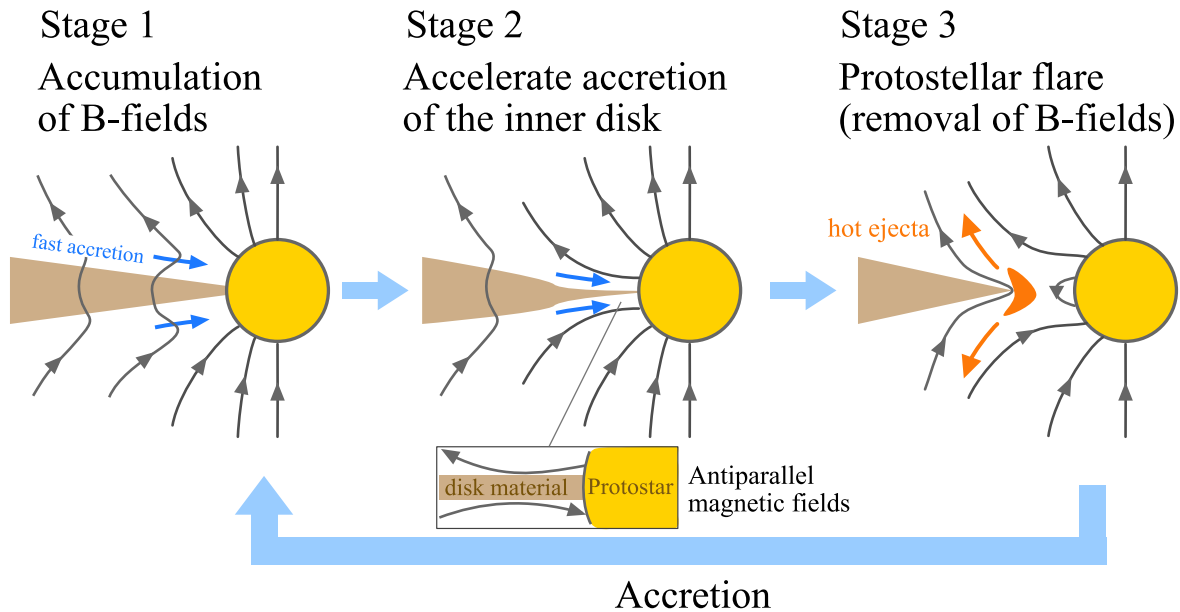 Stage 1
Accumulation
of B-fields
Stage 2
Accelerate accretion
of the inner disk
Stage 3
Protostellar flare
(removal of B-fields)
fast accretion
hot ejecta
disk material
Protostar
Antiparallel
magnetic fields
Accretion